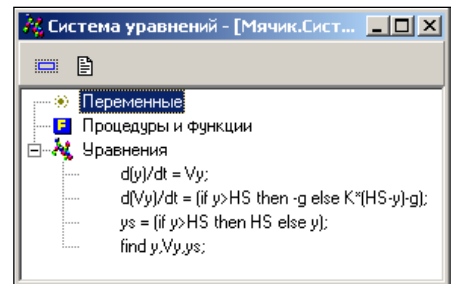 Система уравнений - [Мячик.Сист...
Переменные
Процедуры и функции
Уравнения
d(y)/dt = Vy;
d(Vy)/dt = (if y>HS then -g else K*(HS-y)-g);
ys = (if y>HS then HS else y);
find y,Vy,ys;